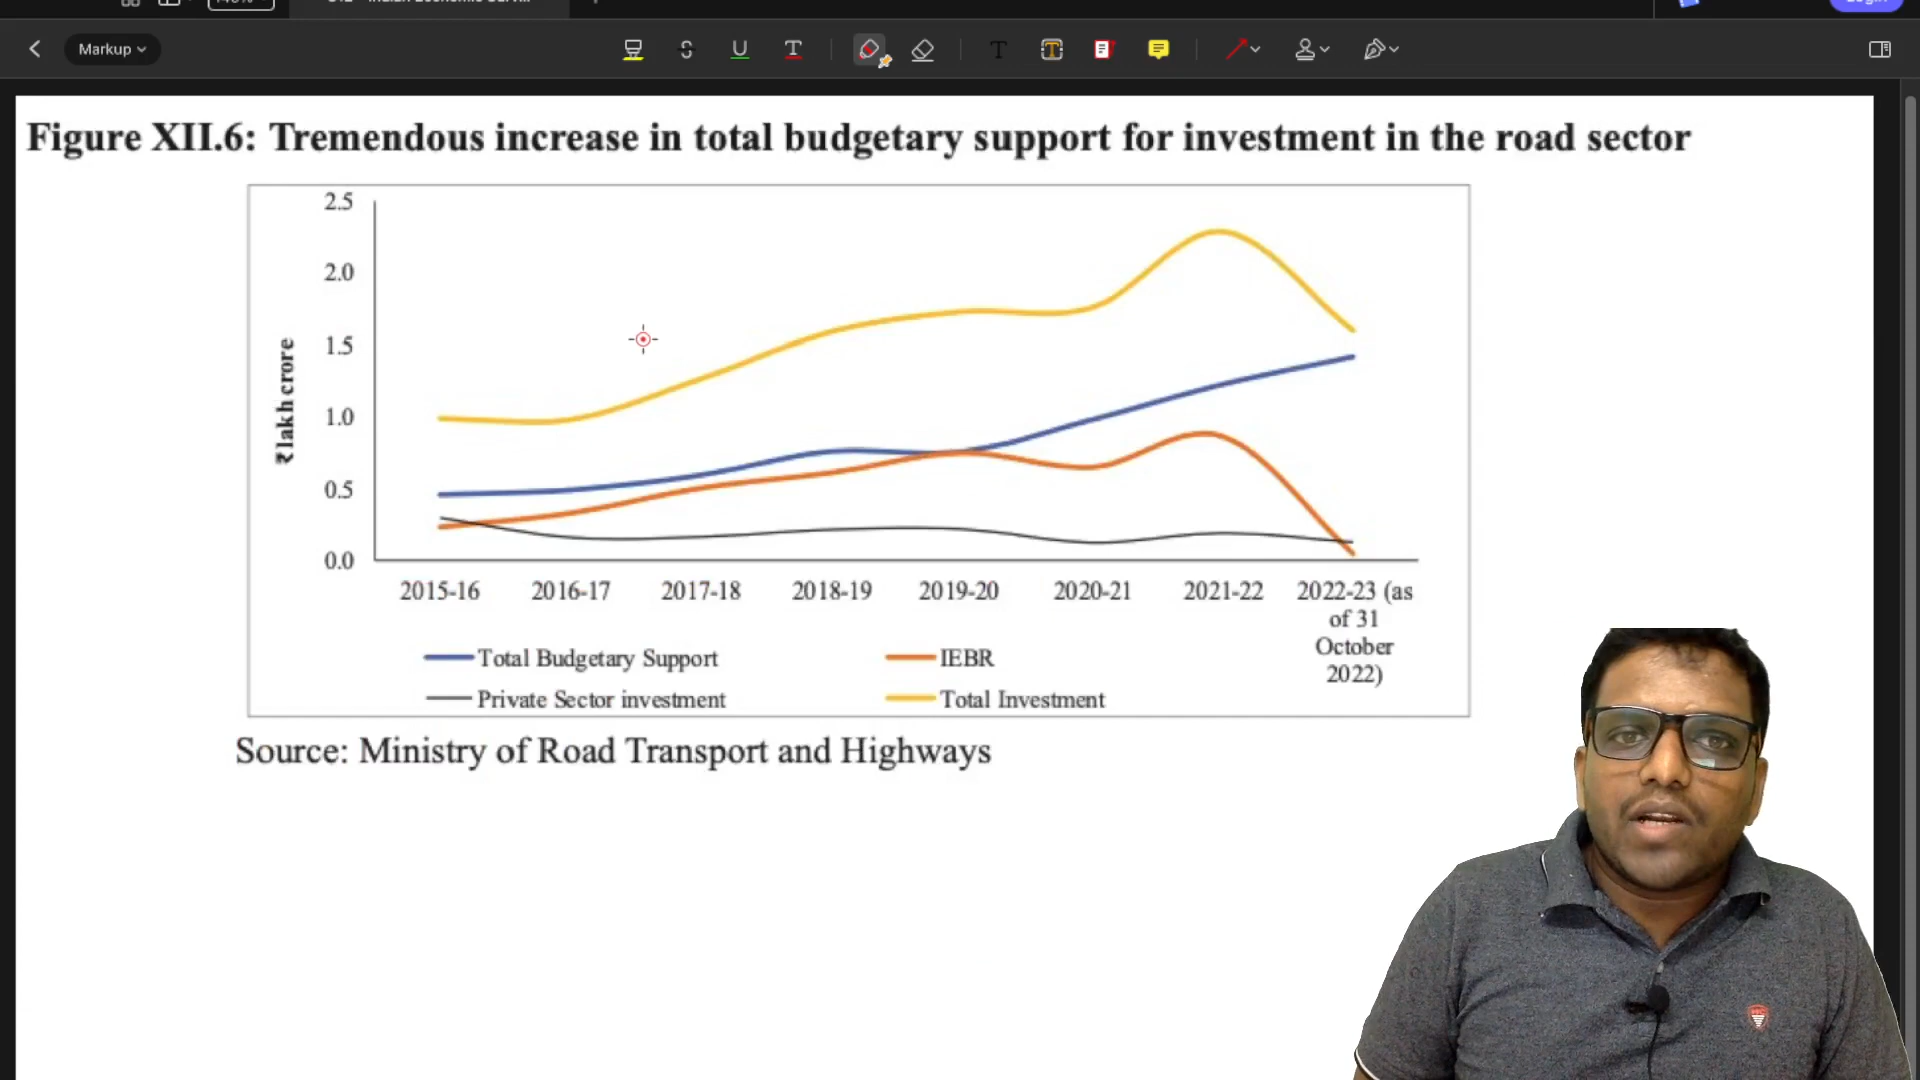 Markup
Figure XII.6: Tremendous increase in total budgetary support for investment in the road sector
2.5
2.0
1.5
1.0
0.5
0.0
₹ lakh crore
2015-16 2016-17 2017-18 2018-19 2019-20 2020-21 2021-22 2022-23 (as of 31 October 2022)
Total Budgetary Support IEBR
Private Sector investment Total Investment
Source: Ministry of Road Transport and Highways